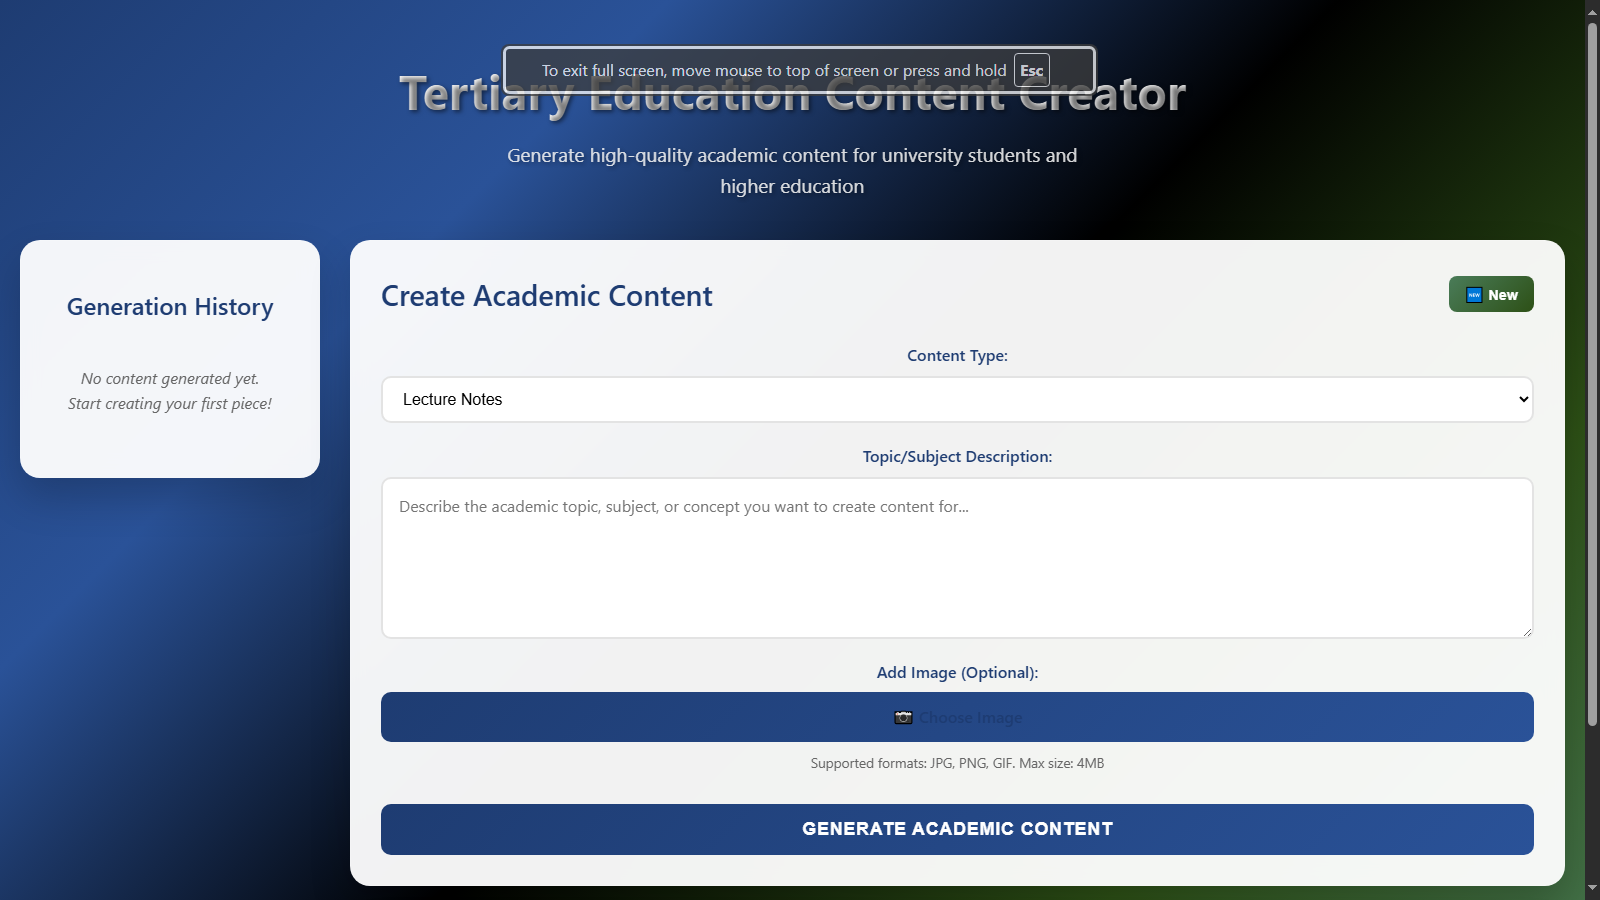 To exit full screen, move mouse to top of screen or press and hold Esc
Tertiary Education Content Creator
Generate high-quality academic content for university students and
higher education
Generation History
No content generated yet.
Start creating your first piece!
Create Academic Content
NEW New
Content Type:
Lecture Notes
Topic/Subject Description:
Describe the academic topic, subject, or concept you want to create content for...
Add Image (Optional):
Choose Image
Supported formats: JPG, PNG, GIF. Max size: 4MB
GENERATE ACADEMIC CONTENT